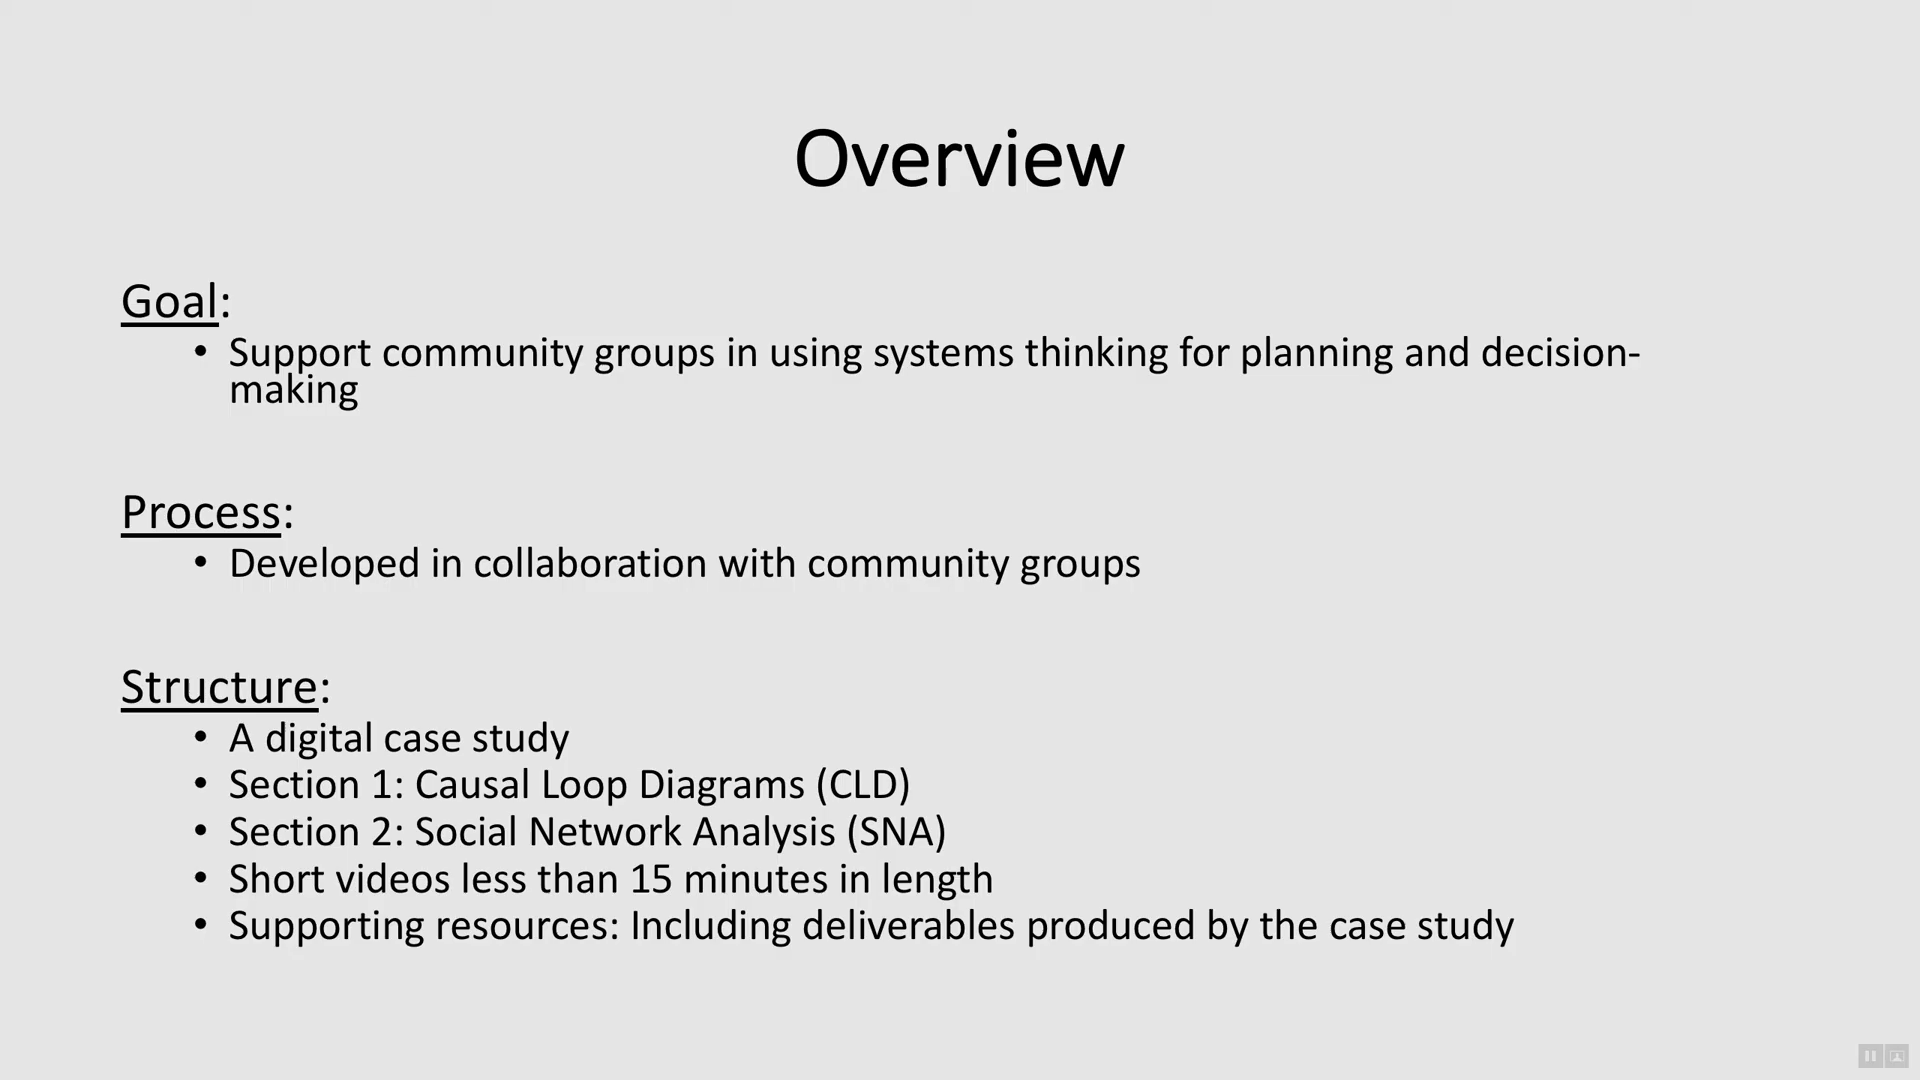 Overview
Goal:
• Support community groups in using systems thinking for planning and decision-
making
Process:
• Developed in collaboration with community groups
Structure:
• A digital case study
• Section 1: Causal Loop Diagrams (CLD)
• Section 2: Social Network Analysis (SNA)
• Short videos less than 15 minutes in length
• Supporting resources: Including deliverables produced by the case study